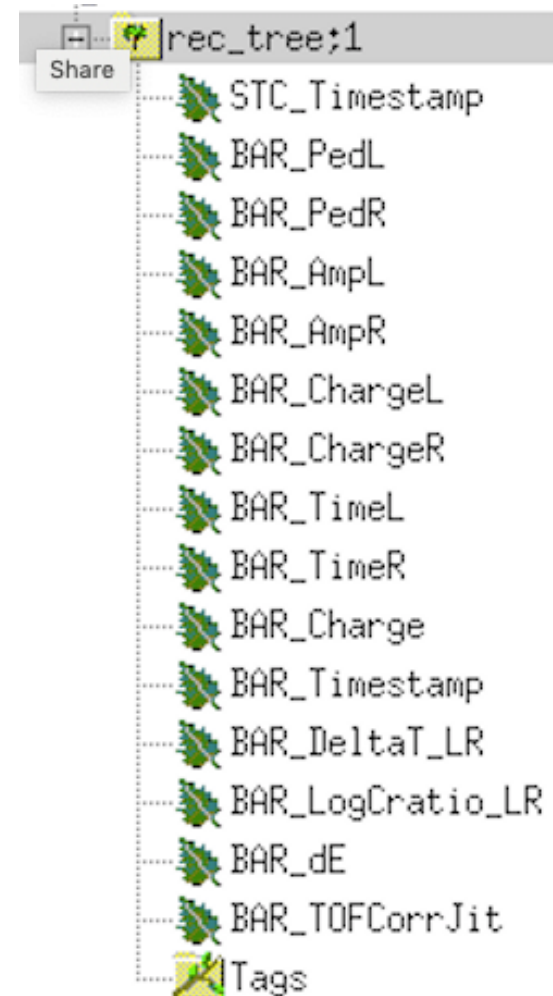 rec_tree;1
Share
STC_Timestamp
BAR_PedL
BAR_PedR
BAR_AmpL
BAR_AmpR
BAR_ChargeL
BAR_ChargeR
BAR_TimeL
BAR_TimeR
BAR_Charge
BAR_Timestamp
BAR_DeltaT_LR
BAR_LogCratio_LR
BAR_dE
BAR_TOFCorrJit
Tags